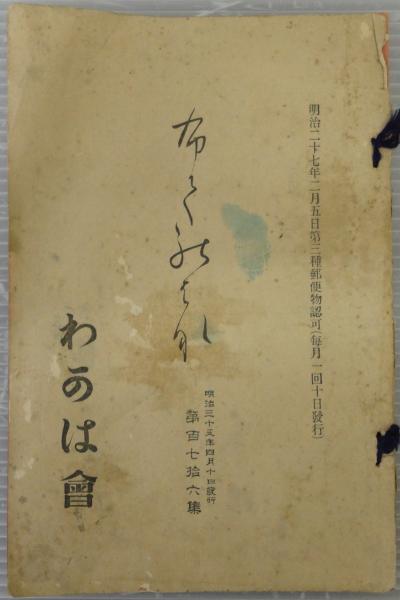 明治二十七年二月五日第三種郵便物認可(每月一回十日發行)
明治三十五年四月十日發行
第百七拾六集
わかのは會